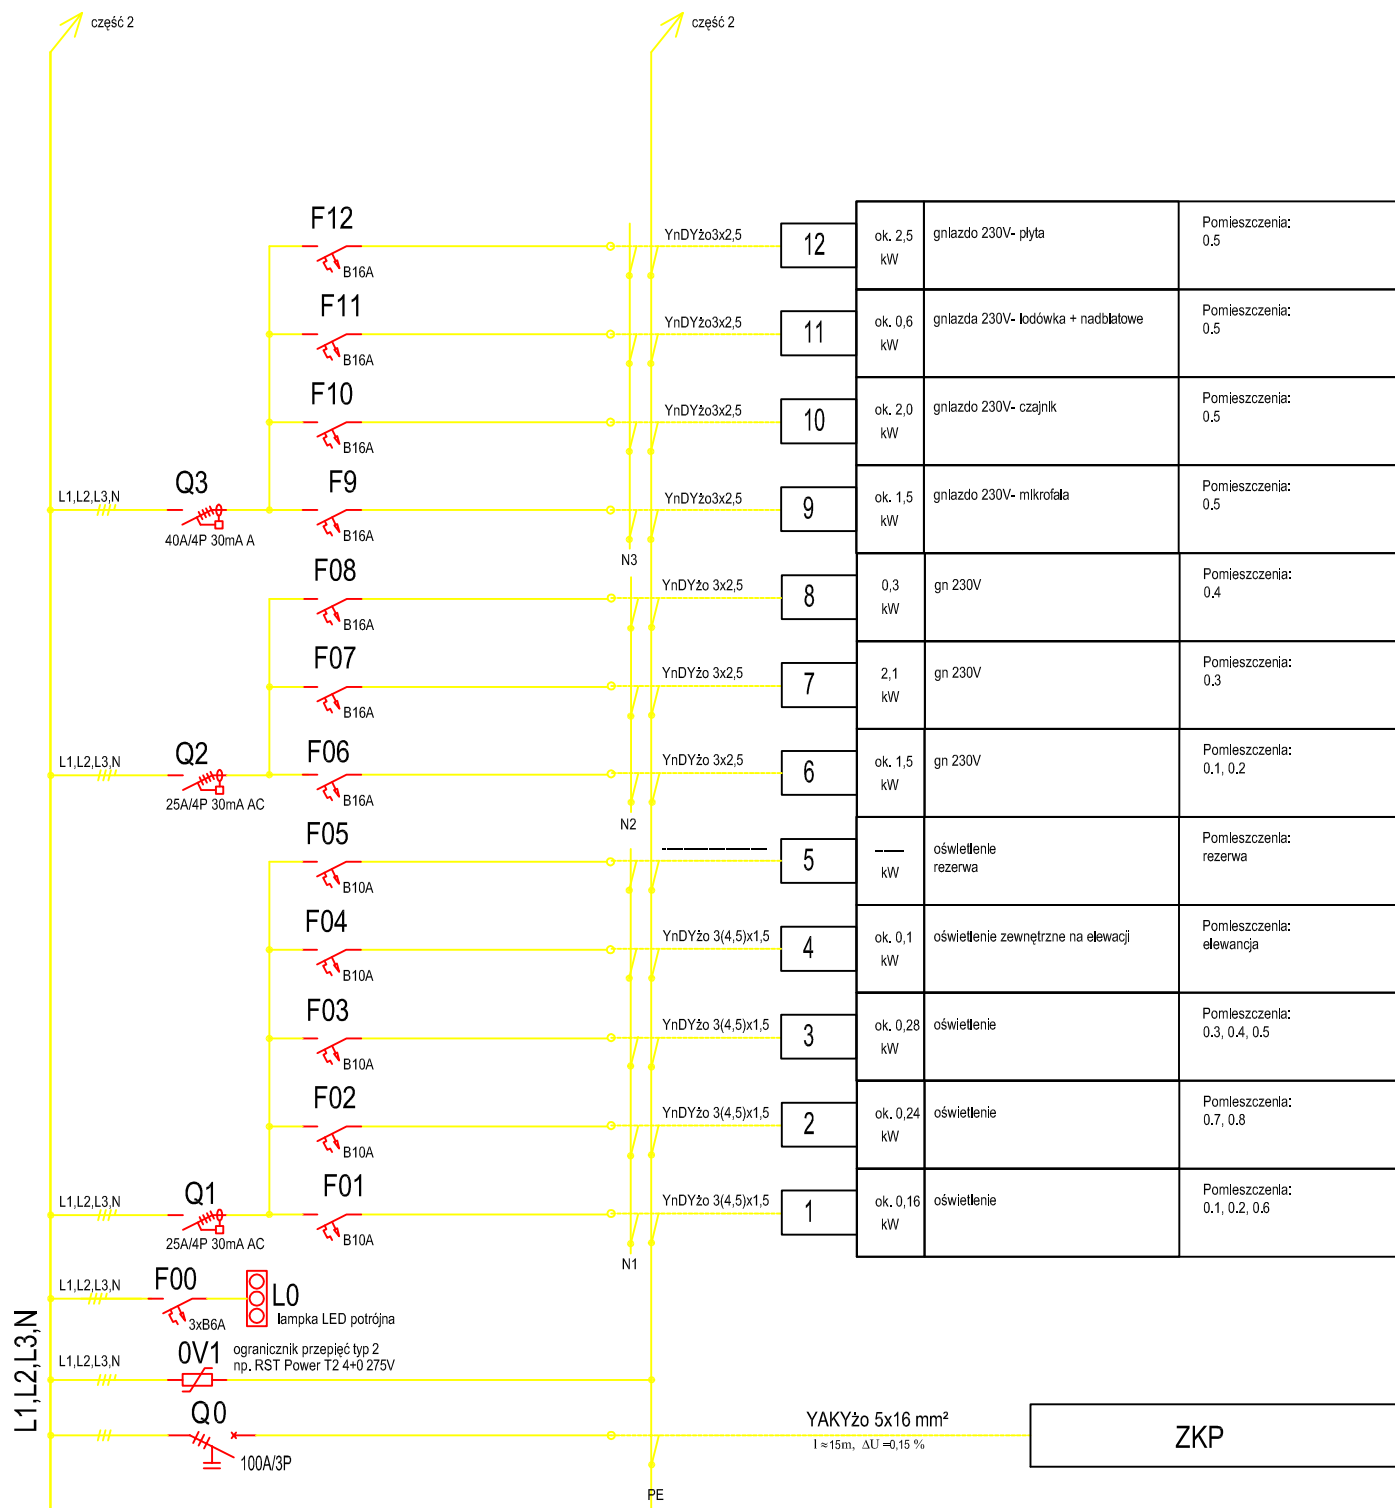 część 2
część 2
F12
B16A
YnDYżo3x2,5
12
ok. 2,5
kW
gniazdo 230V- płyta
Pomieszczenia:
0.5
F11
B16A
YnDYżo3x2,5
11
ok. 0,6
kW
gniazda 230V- lodówka + nadblatowe
Pomieszczenia:
0.5
F10
B16A
YnDYżo3x2,5
10
ok. 2,0
kW
gniazdo 230V- czajnik
Pomieszczenia:
0.5
L1,L2,L3,N
Q3
40A/4P 30mA A
F9
B16A
YnDYżo3x2,5
9
ok. 1,5
kW
gniazdo 230V- mikrofala
Pomieszczenia:
0.5
N3
F08
B16A
YnDYżo 3x2,5
8
0,3
kW
gn 230V
Pomieszczenia:
0.4
F07
B16A
YnDYżo 3x2,5
7
2,1
kW
gn 230V
Pomieszczenia:
0.3
L1,L2,L3,N
Q2
25A/4P 30mA AC
F06
B16A
YnDYżo 3x2,5
6
ok. 1,5
kW
gn 230V
Pomieszczenia:
0.1, 0.2
N2
F05
B10A
5
kW
oświetlenie
rezerwa
Pomieszczenia:
rezerwa
F04
B10A
YnDYżo 3(4,5)x1,5
4
ok. 0,1
kW
oświetlenie zewnętrzne na elewacji
Pomieszczenia:
elewancja
F03
B10A
YnDYżo 3(4,5)x1,5
3
ok. 0,28
kW
oświetlenie
Pomieszczenia:
0.3, 0.4, 0.5
F02
B10A
YnDYżo 3(4,5)x1,5
2
ok. 0,24
kW
oświetlenie
Pomieszczenia:
0.7, 0.8
L1,L2,L3,N
Q1
25A/4P 30mA AC
F01
B10A
YnDYżo 3(4,5)x1,5
1
ok. 0,16
kW
oświetlenie
Pomieszczenia:
0.1, 0.2, 0.6
N1
L1,L2,L3,N
F00
3xB6A
L0
lampka LED potrójna
L1,L2,L3,N
0V1
ogranicznik przepięć typ 2
np. RST Power T2 4+0 275V
L1,L2,L3,N
Q0
100A/3P
YAKYżo 5x16 mm²
l ≈15m, ΔU =0,15 %
ZKP
PE